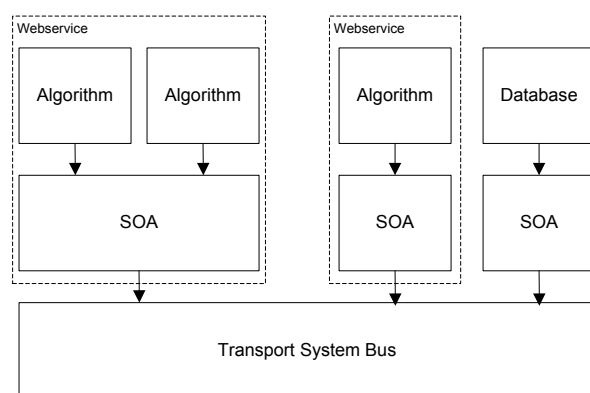 Webservice
Webservice
Algorithm
Algorithm
Algorithm
Database
SOA
SOA
SOA
Transport System Bus